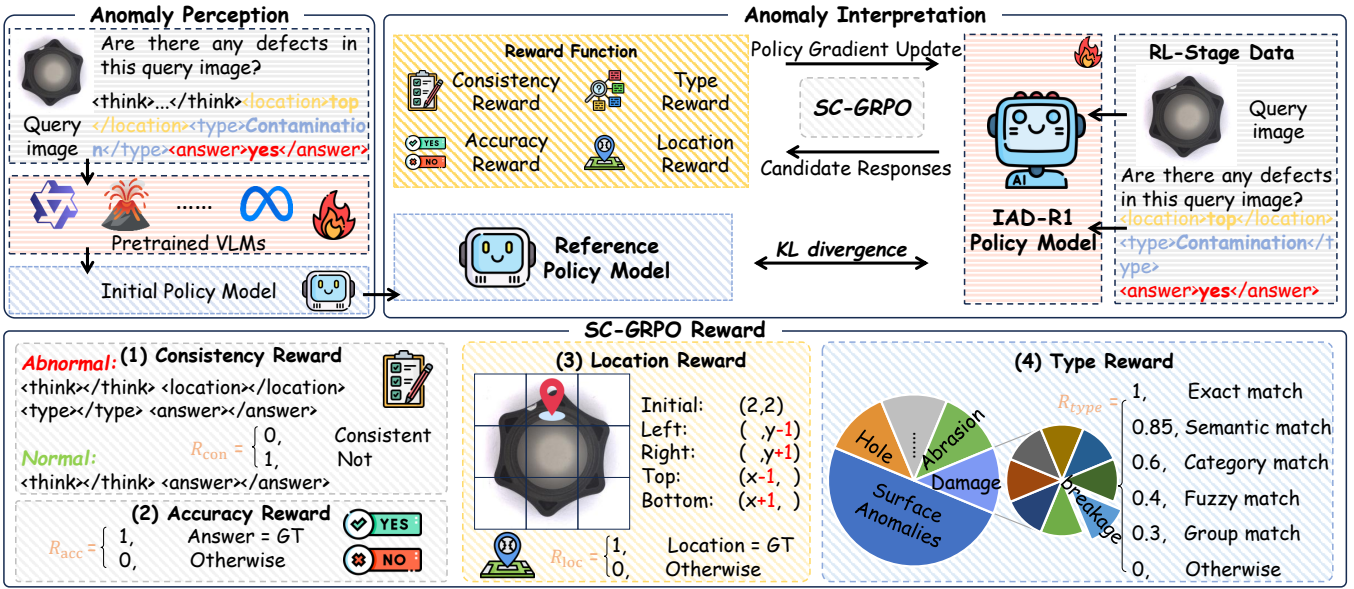 Anomaly Perception
Are there any defects in
this query image?
<think>...</think><location>top
</location><type>Contaminatio
n</type><answer>yes</answer>
Query
image
......
Pretrained VLMs
Initial Policy Model
Anomaly Interpretation
Reward Function
Consistency
Reward
Type
Reward
YES
NO
Accuracy
Reward
Location
Reward
Policy Gradient Update
SC-GRPO
Candidate Responses
Reference
Policy Model
KL divergence
AI
IAD-R1
Policy Model
RL-Stage Data
Query
image
Are there any defects
in this query image?
<location>top</location>
<type>Contamination</t
ype>
<answer>yes</answer>
SC-GRPO Reward
(1) Consistency Reward
Abnormal:
<think></think> <location></location>
<type></type> <answer></answer>
R_con = { 0, Consistent
1, Not
Normal:
<think></think> <answer></answer>
(2) Accuracy Reward
R_acc = { 1, Answer = GT
0, Otherwise
YES
NO
(3) Location Reward
Initial: (2,2)
Left: ( ,y-1)
Right: ( ,y+1)
Top: (x-1, )
Bottom: (x+1, )
R_loc = { 1, Location = GT
0, Otherwise
(4) Type Reward
Hole
......
Abrasion
Damage
Surface
Anomalies
breakage
R_type = { 1, Exact match
0.85, Semantic match
0.6, Category match
0.4, Fuzzy match
0.3, Group match
0, Otherwise